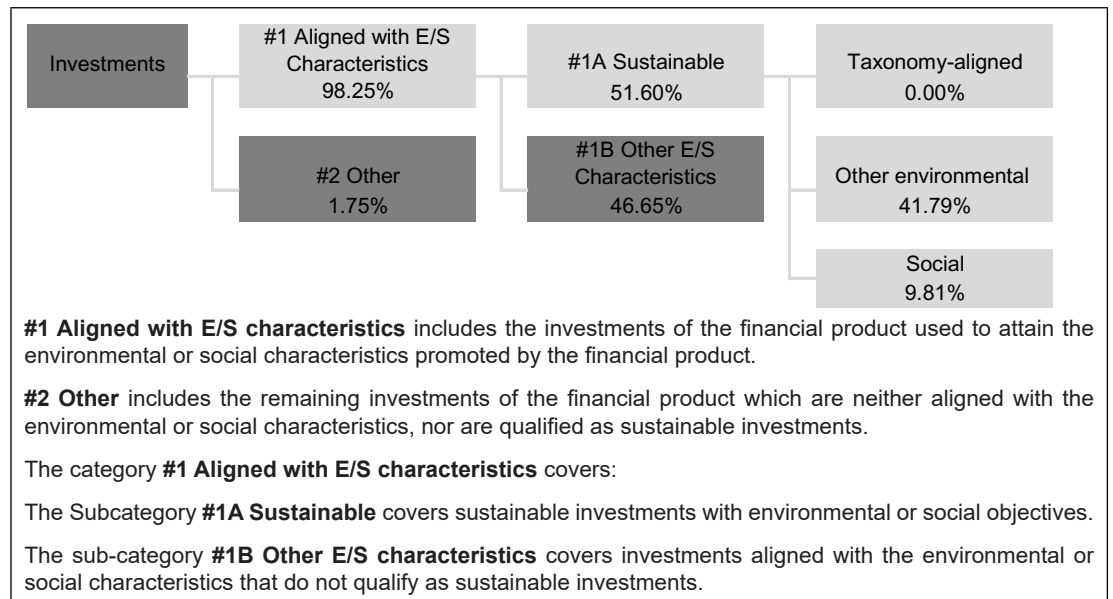 Investments
#1 Aligned with E/S
Characteristics
98.25%
#1A Sustainable
51.60%
Taxonomy-aligned
0.00%
#2 Other
1.75%
#1B Other E/S
Characteristics
46.65%
Other environmental
41.79%
Social
9.81%
#1 Aligned with E/S characteristics includes the investments of the financial product used to attain the
environmental or social characteristics promoted by the financial product.
#2 Other includes the remaining investments of the financial product which are neither aligned with the
environmental or social characteristics, nor are qualified as sustainable investments.
The category #1 Aligned with E/S characteristics covers:
The Subcategory #1A Sustainable covers sustainable investments with environmental or social objectives.
The sub-category #1B Other E/S characteristics covers investments aligned with the environmental or
social characteristics that do not qualify as sustainable investments.